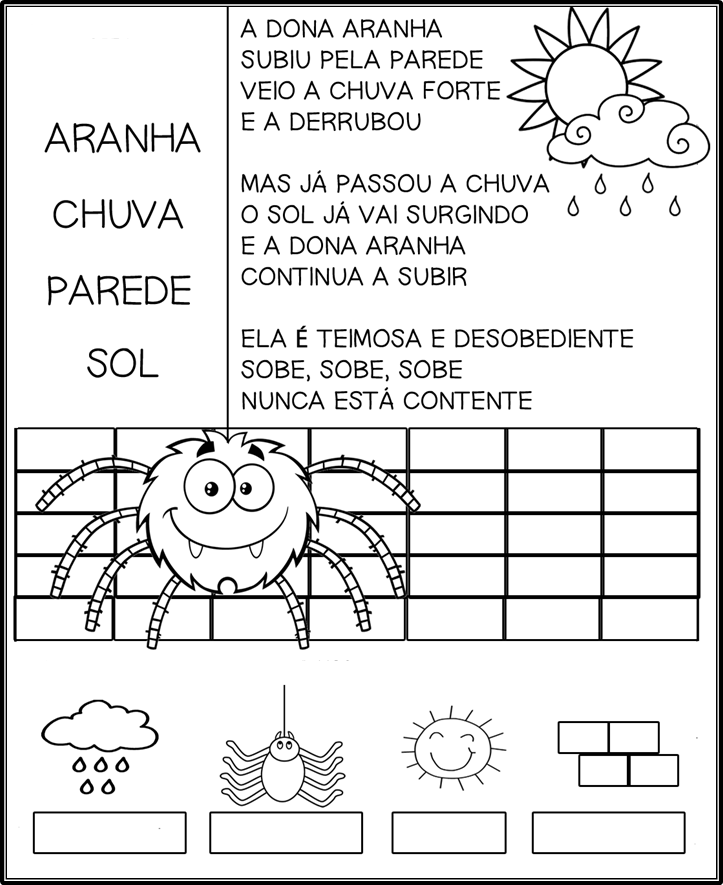 ARANHA
CHUVA
PAREDE
SOL
A DONA ARANHA
SUBIU PELA PAREDE
VEIO A CHUVA FORTE
E A DERRUBOU
MAS JÁ PASSOU A CHUVA
O SOL JÁ VAI SURGINDO
E A DONA ARANHA
CONTINUA A SUBIR
ELA É TEIMOSA E DESOBEDIENTE
SOBE, SOBE, SOBE
NUNCA ESTÁ CONTENTE